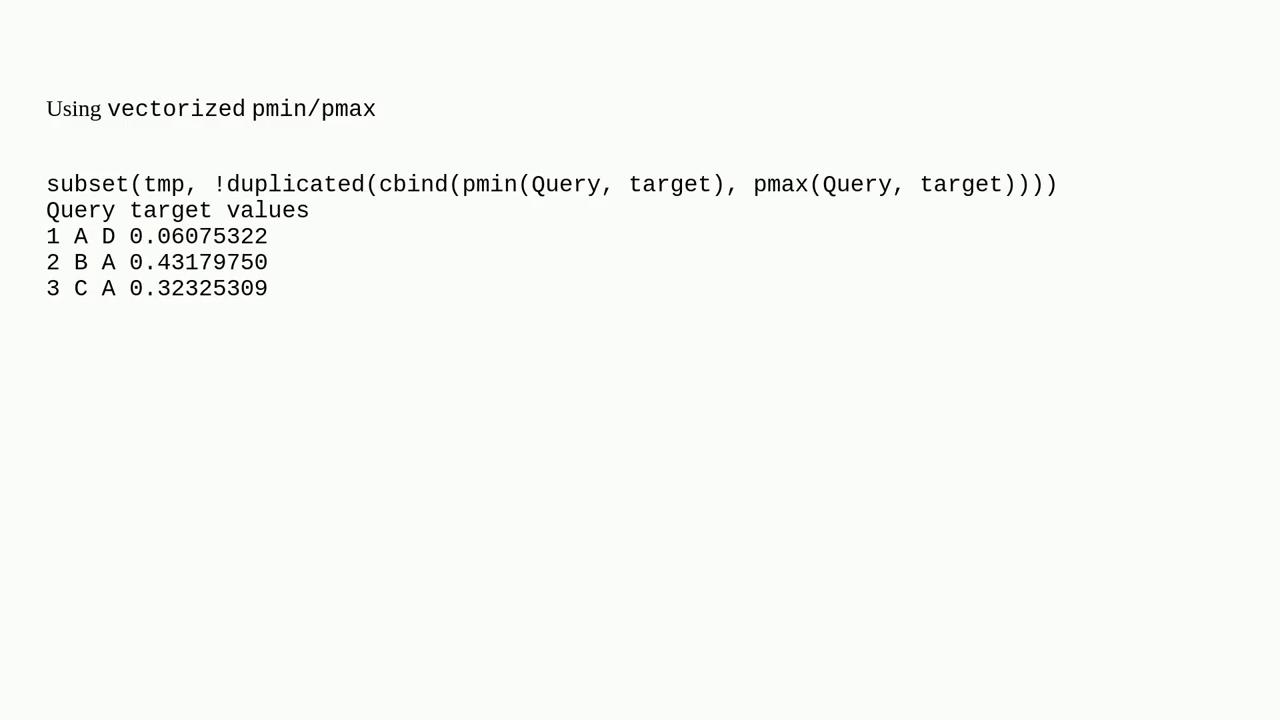 Using vectorized pmin/pmax
subset(tmp, !duplicated(cbind(pmin(Query, target), pmax(Query, target))))
Query target values
1 A D 0.06075322
2 B A 0.43179750
3 C A 0.32325309